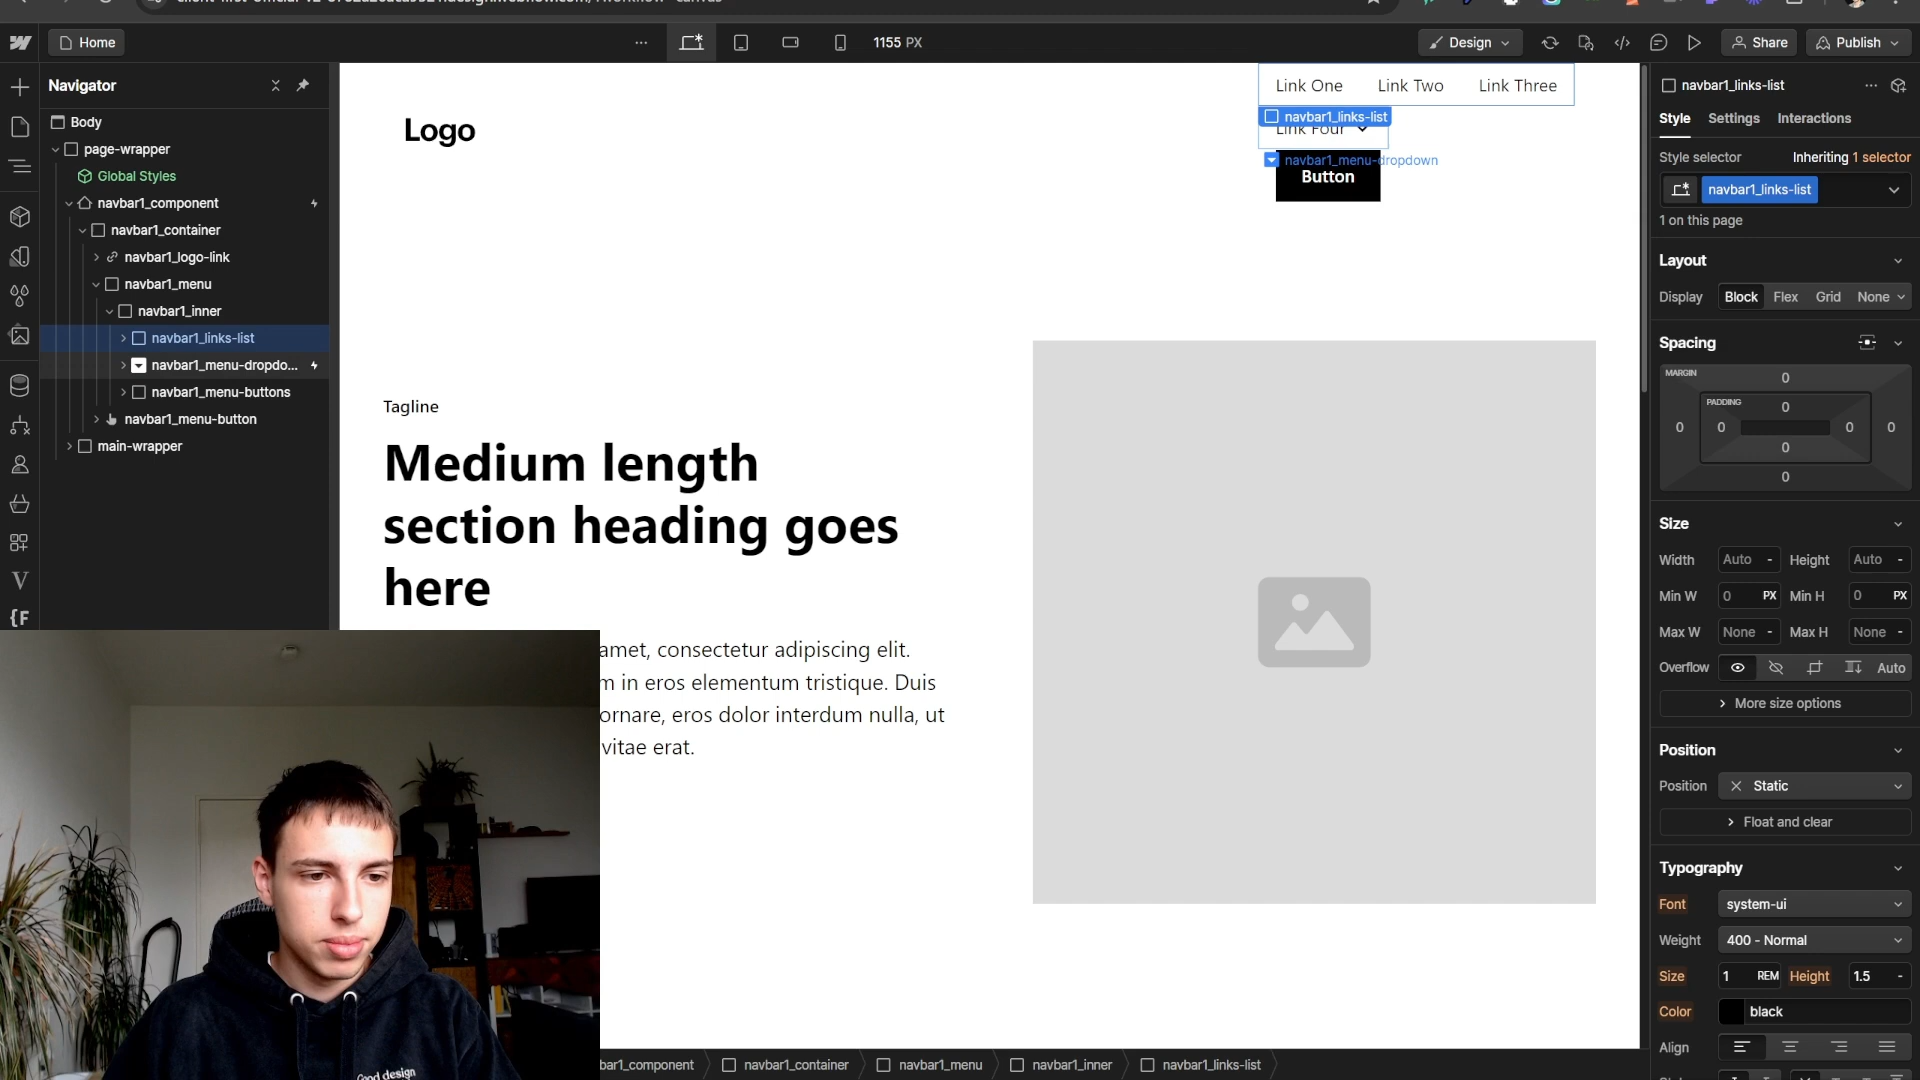 Home
1155 PX
Design
Share
Publish
Navigator
Body
page-wrapper
Global Styles
navbar1_component
navbar1_container
navbar1_logo-link
navbar1_menu
navbar1_inner
navbar1_links-list
navbar1_menu-dropdo...
navbar1_menu-buttons
navbar1_menu-button
main-wrapper
Logo
Link One Link Two Link Three
navbar1_links-list
Link Four
navbar1_menu-dropdown
Button
Tagline
Medium length
section heading goes
here
amet, consectetur adipiscing elit.
m in eros elementum tristique. Duis
ornare, eros dolor interdum nulla, ut
vitae erat.
Good design
bar1_component navbar1_container navbar1_menu navbar1_inner navbar1_links-list
navbar1_links-list
Style Settings Interactions
Style selector Inheriting 1 selector
navbar1_links-list
1 on this page
Layout
Display Block Flex Grid None
Spacing
MARGIN 0
PADDING 0
0 0 0 0
0
0
Size
Width Auto - Height Auto -
Min W 0 PX Min H 0 PX
Max W None - Max H None -
Overflow Auto
More size options
Position
Position Static
Float and clear
Typography
Font system-ui
Weight 400 - Normal
Size 1 REM Height 1.5 -
Color black
Align